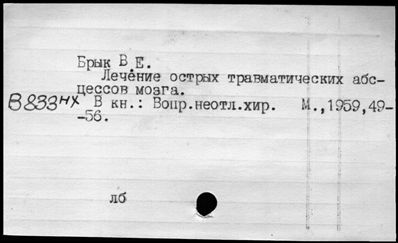 Брык В.Е.
Лечение острых травматических абс-
цессов мозга.
В833нх В кн.: Вопр.неотл.хир. М.,1959,49-
-56.
лб